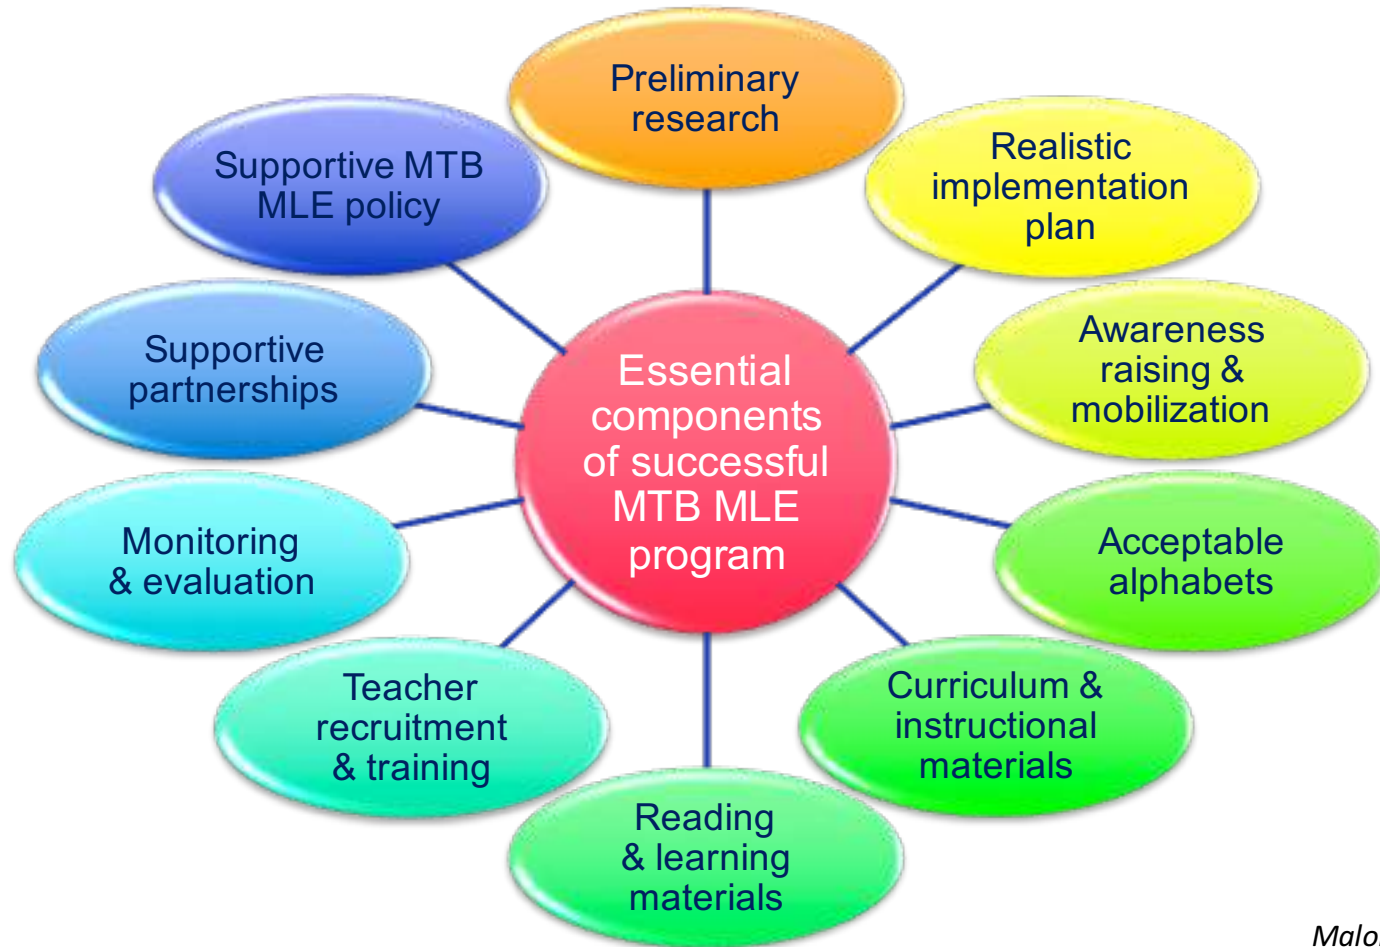 Preliminary
research
Realistic
implementation
plan
Awareness
raising &
mobilization
Acceptable
alphabets
Curriculum &
instructional
materials
Reading
& learning
materials
Teacher
recruitment
& training
Monitoring
& evaluation
Supportive
partnerships
Supportive MTB
MLE policy
Essential
components
of successful
MTB MLE
program